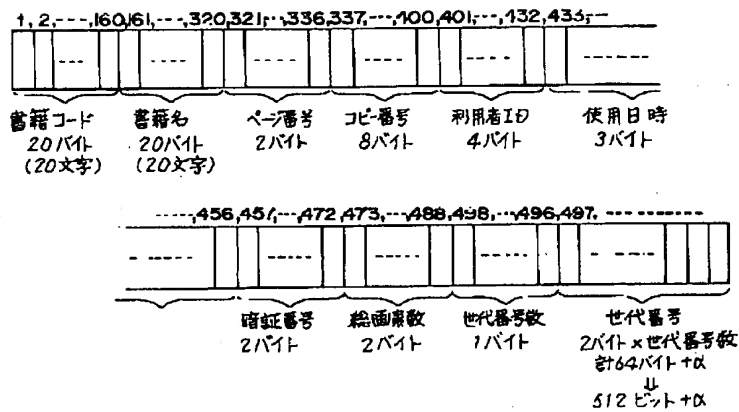 1, 2, ---,160,161, ---,320,321,---,336,337,---,400,401,---,432,433,---
書籍コード 書籍名 ページ番号 コピー番号 利用者ID 使用日時
20バイト 20バイト 2バイト 8バイト 4バイト 3バイト
(20文字) (20文字)
-----,456,457,---,472,473,---,488,498,---,496,497, ---------
暗証番号 総画素数 世代番号数 世代番号
2バイト 2バイト 1バイト 2バイト×世代番号数
計64バイト+α
⇓
512ビット+α